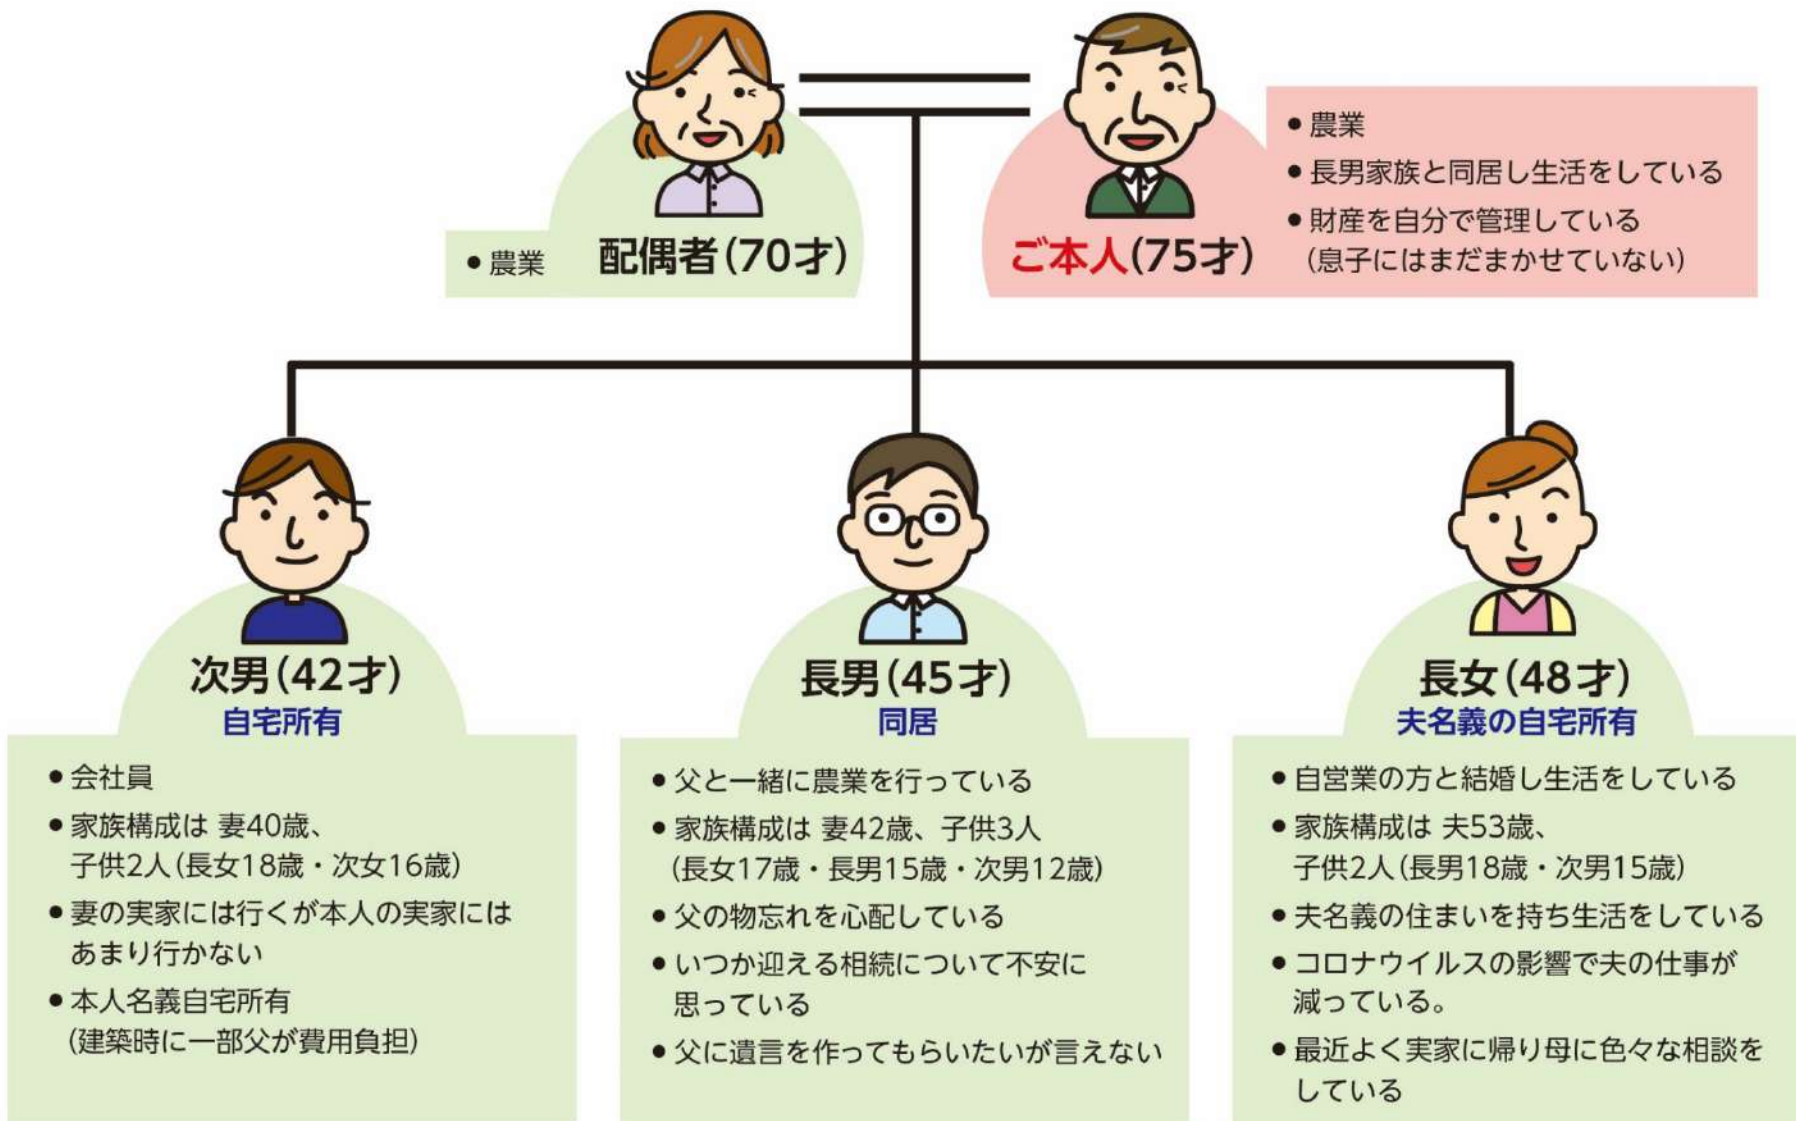 ● 農業
配偶者(70才)
ご本人(75才)
● 農業
● 長男家族と同居し生活をしている
● 財産を自分で管理している
(息子にはまだまかせていない)
次男(42才)
自宅所有
● 会社員
● 家族構成は 妻40歳、
子供2人(長女18歳・次女16歳)
● 妻の実家には行くが本人の実家には
あまり行かない
● 本人名義自宅所有
(建築時に一部父が費用負担)
長男(45才)
同居
● 父と一緒に農業を行っている
● 家族構成は 妻42歳、子供3人
(長女17歳・長男15歳・次男12歳)
● 父の物忘れを心配している
● いつか迎える相続について不安に
思っている
● 父に遺言を作ってもらいたいが言えない
長女(48才)
夫名義の自宅所有
● 自営業の方と結婚し生活をしている
● 家族構成は 夫53歳、
子供2人(長男18歳・次男15歳)
● 夫名義の住まいを持ち生活をしている
● コロナウイルスの影響で夫の仕事が
減っている。
● 最近よく実家に帰り母に色々な相談を
している